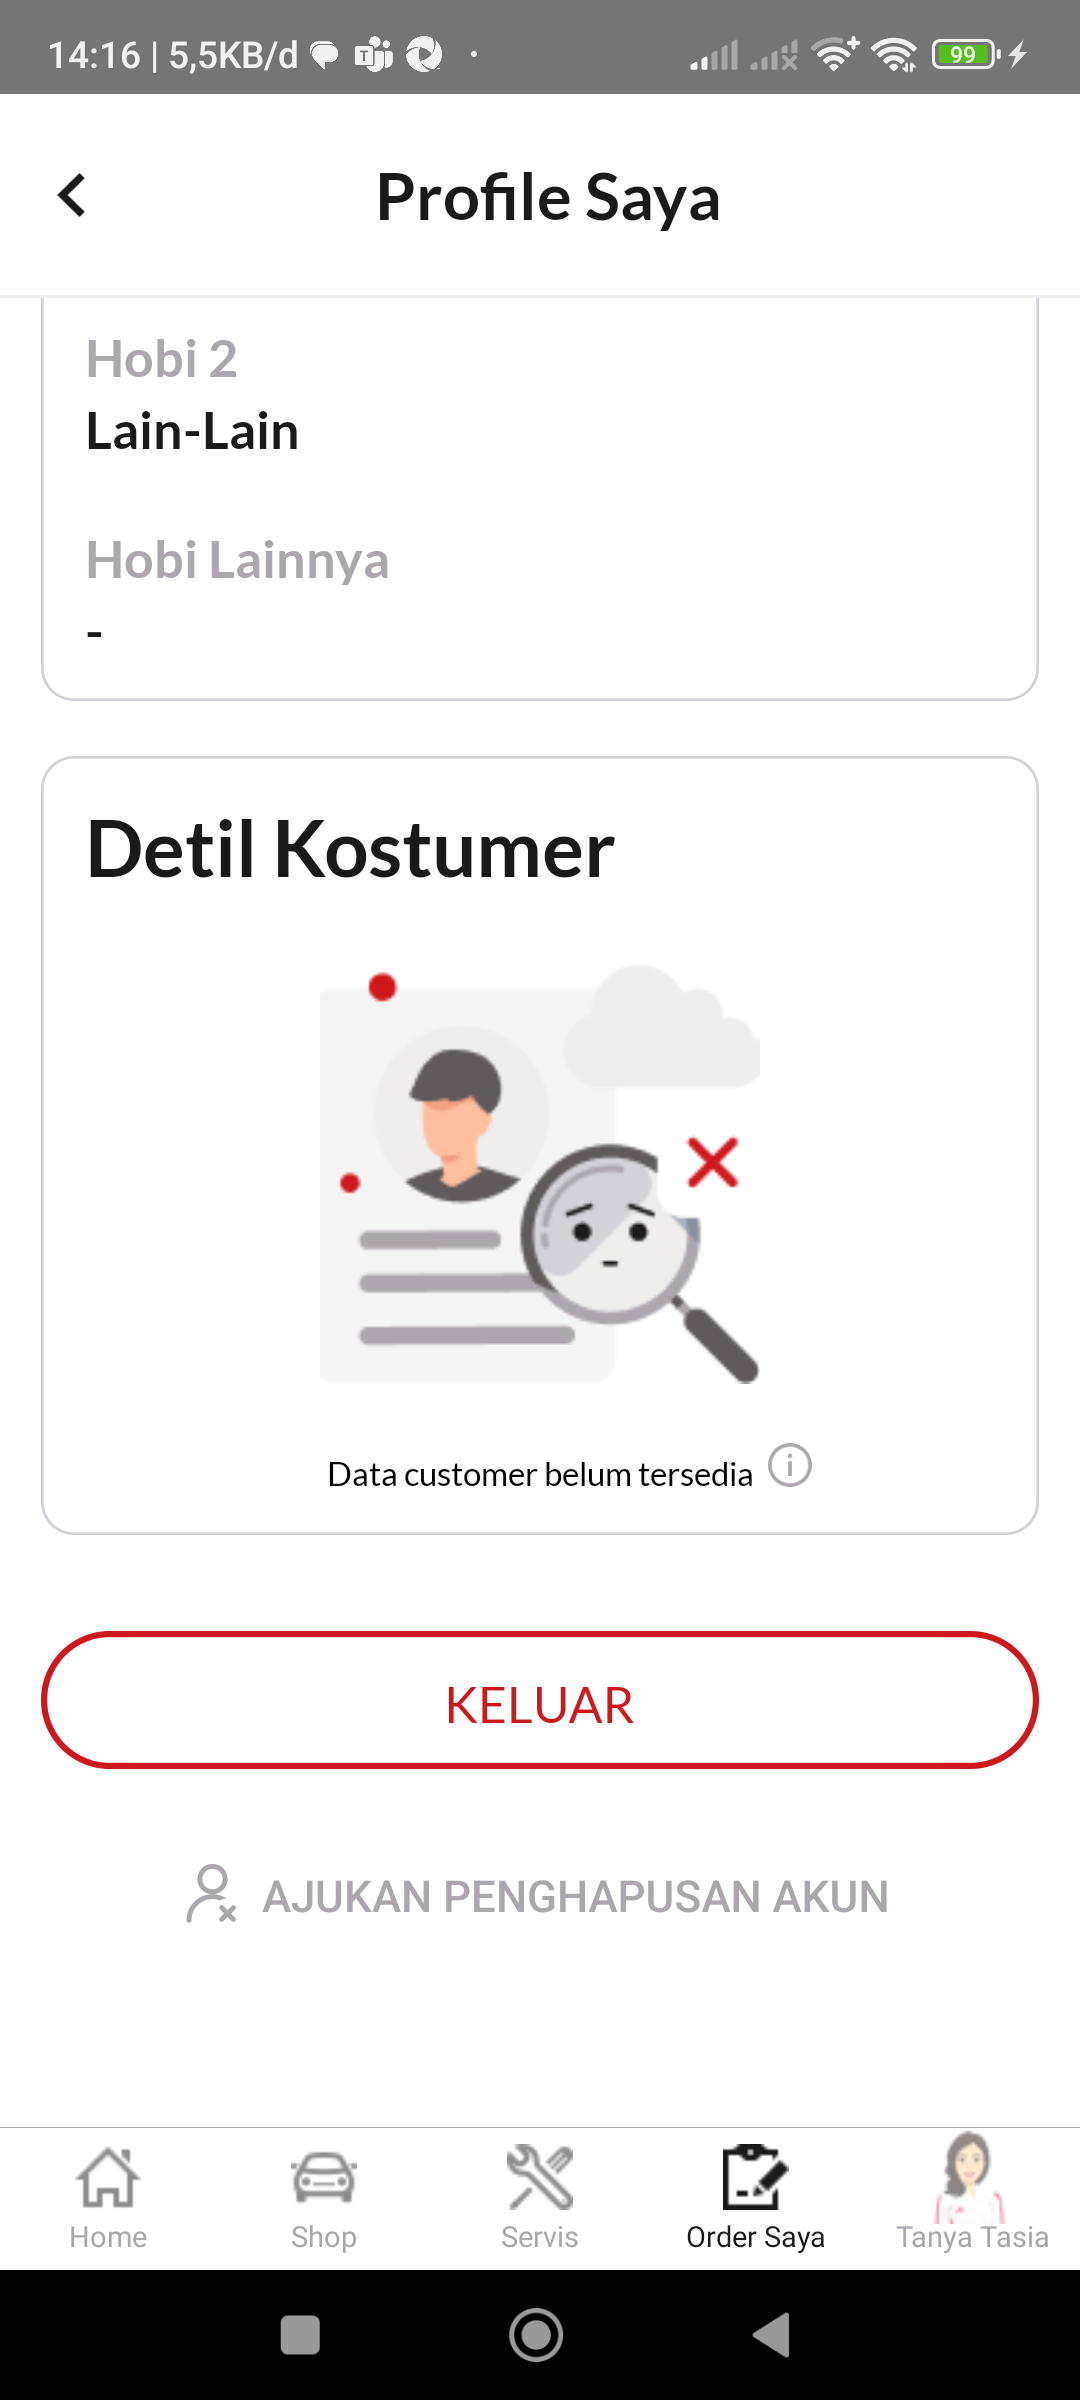 14:16 | 5,5KB/d
99
Profile Saya
Hobi 2
Lain-Lain
Hobi Lainnya
-
Detil Kostumer
Data customer belum tersedia
KELUAR
AJUKAN PENGHAPUSAN AKUN
Home
Shop
Servis
Order Saya
Tanya Tasia